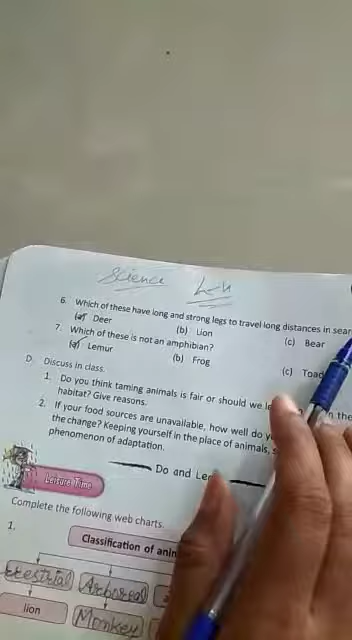 Science L-4
6. Which of these have long and strong legs to travel long distances in sear
(a) Deer (b) Lion (c) Bear
7. Which of these is not an amphibian?
(a) Lemur (b) Frog (c) Toad
D. Discuss in class.
1. Do you think taming animals is fair or should we le n the
habitat? Give reasons.
2. If your food sources are unavailable, how well do y
the change? Keeping yourself in the place of animals, s
phenomenon of adaptation.
Do and Lea
Leisure Time
Complete the following web charts.
1.
Classification of anim
errestrial Arboreal a
lion Monkey